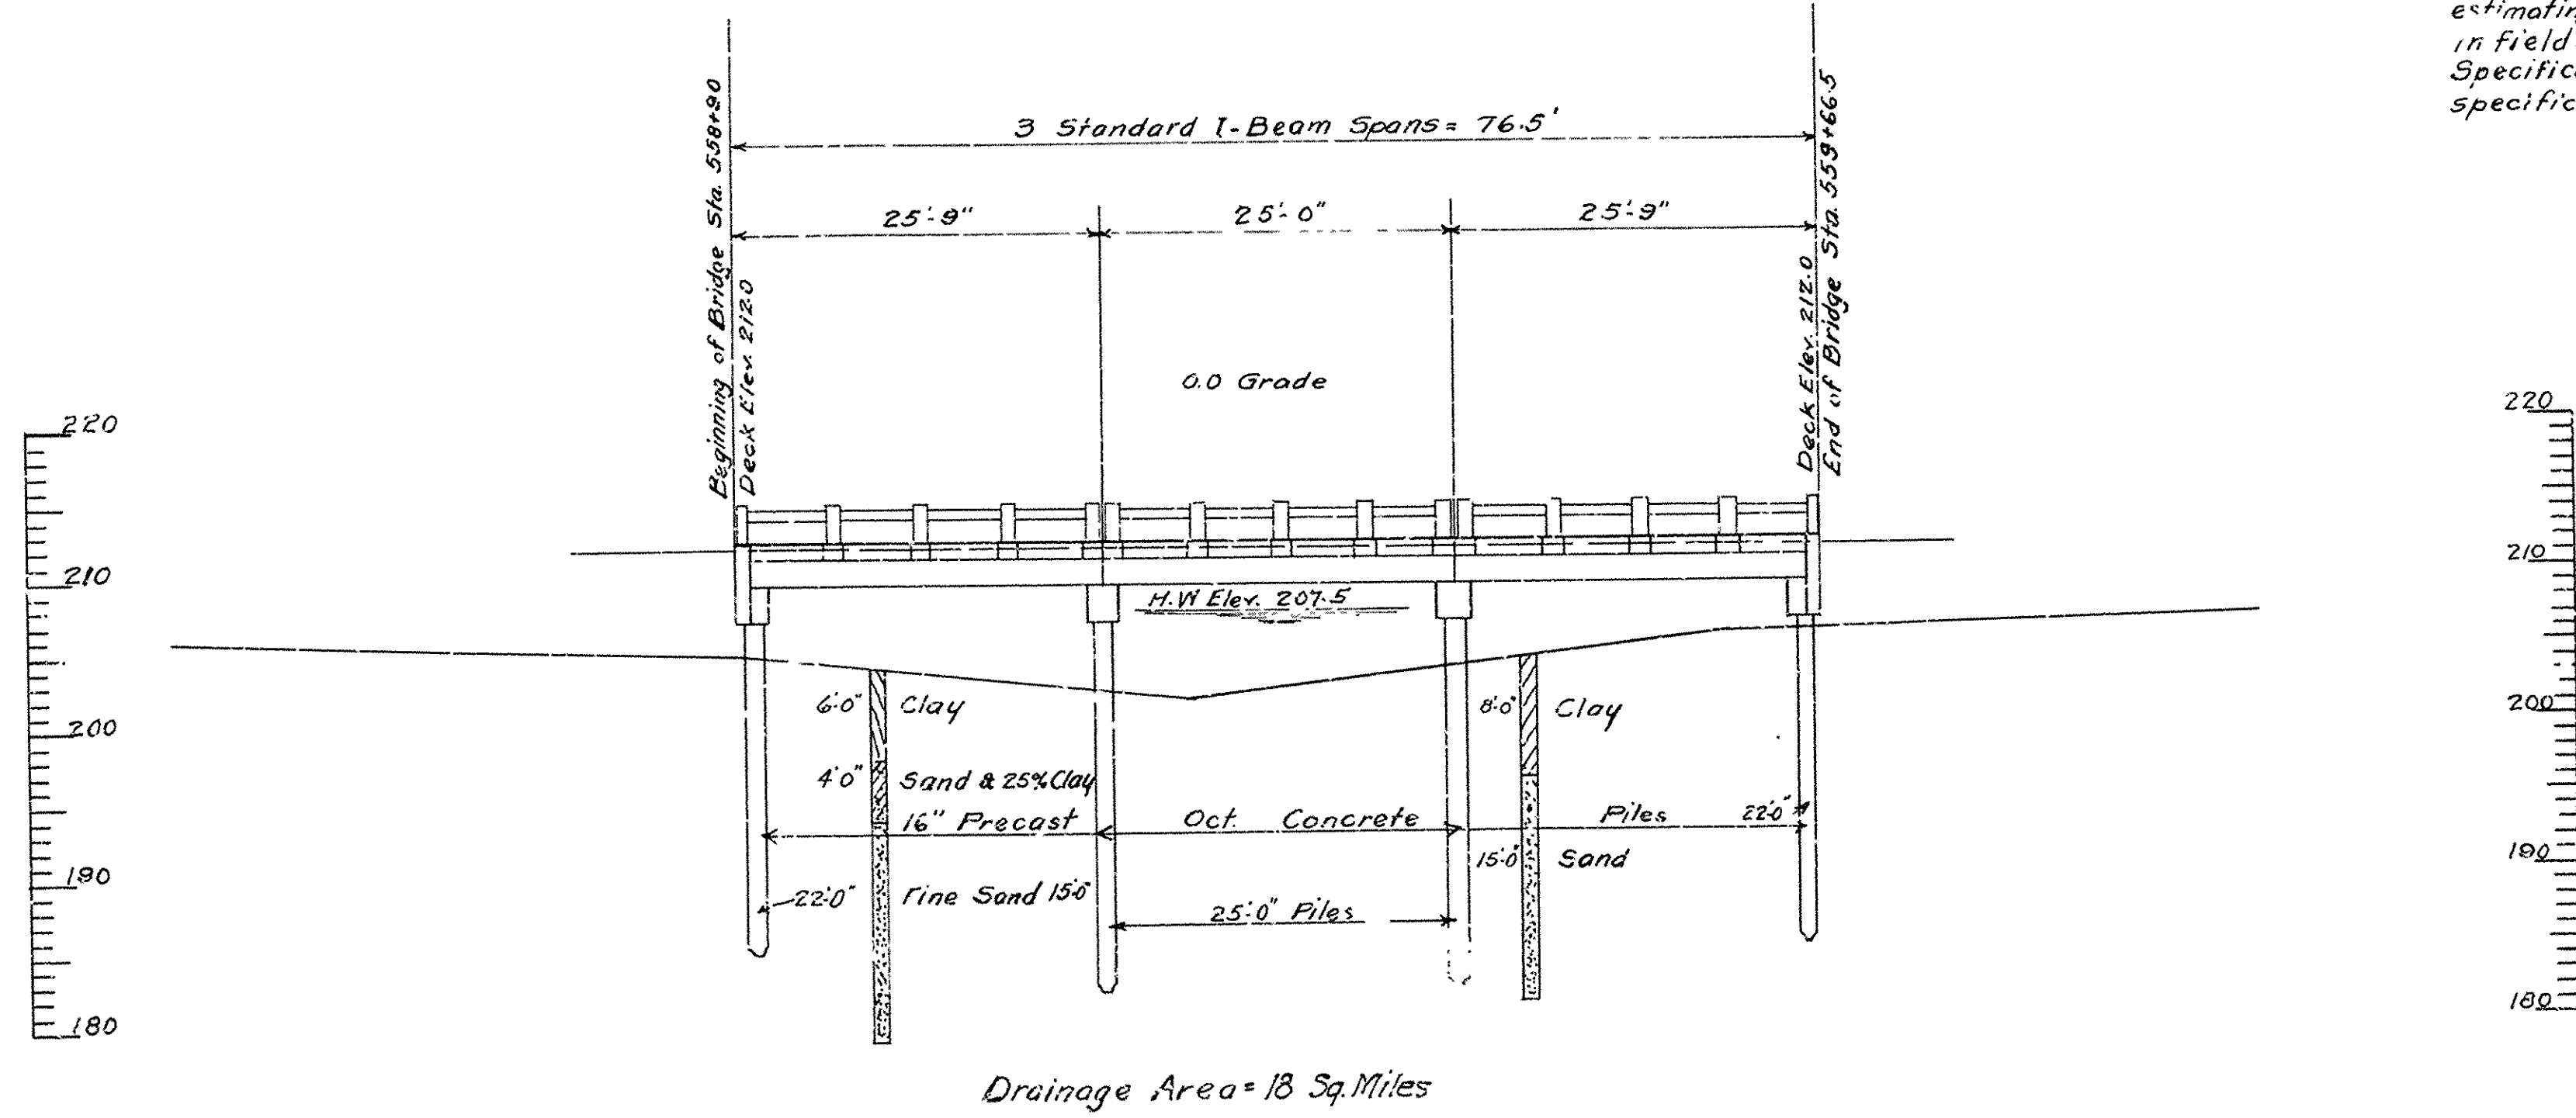 estimating
in field
Specific
specific
3 Standard I-Beam Spans = 76.5'
25'-9"
25'-0"
25'-9"
Beginning of Bridge Sta. 558+90
Deck Elev. 212.0
Deck Elev. 212.0
End of Bridge Sta. 559+66.5
0.0 Grade
220
210
200
190
180
220
210
200
190
180
H.W Elev. 207.5
6'-0" Clay
4'-0" Sand & 25% Clay
8'-0" Clay
16" Precast Oct. Concrete Piles
22'-0"
15'-0" Sand
22'-0"
Fine Sand 15'-0"
25'-0" Piles
Drainage Area = 18 Sq. Miles